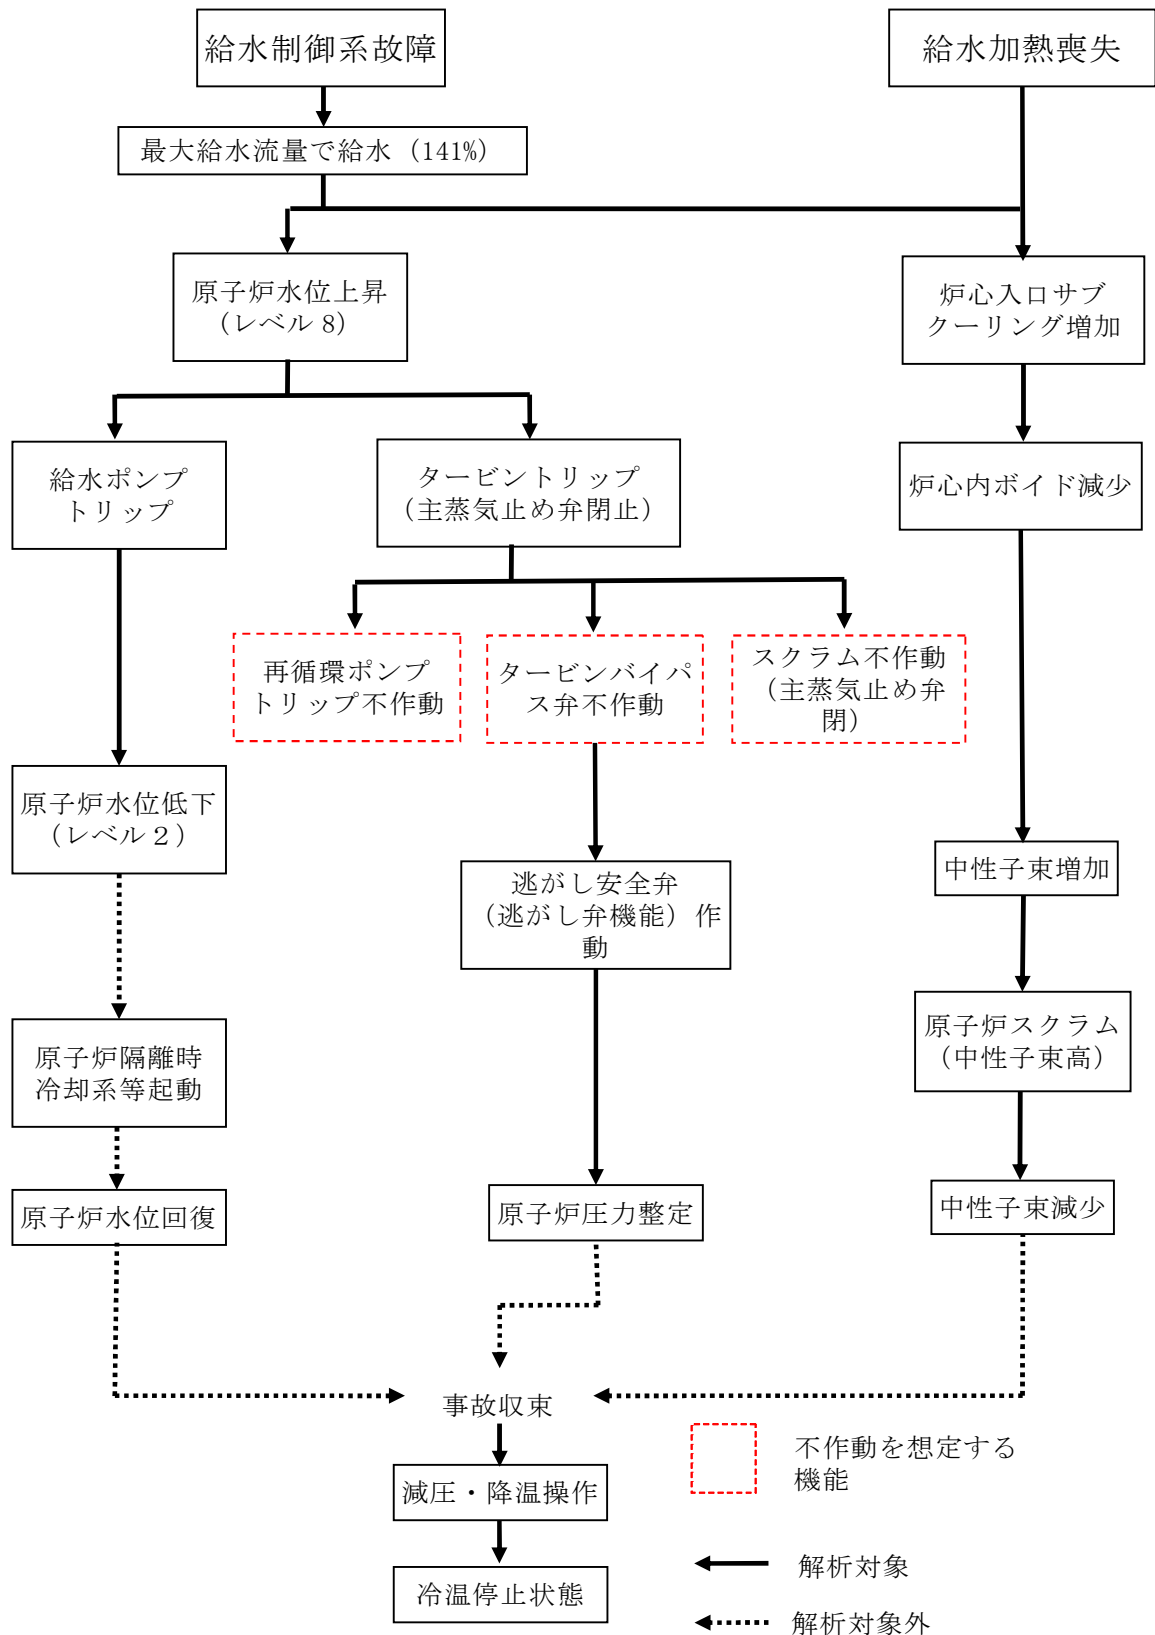 給水制御系故障
給水加熱喪失
最大給水流量で給水（141%）
原子炉水位上昇
（レベル 8）
炉心入口サブ
クーリング増加
給水ポンプ
トリップ
タービントリップ
（主蒸気止め弁閉止）
炉心内ボイド減少
再循環ポンプ
トリップ不作動
タービンバイパ
ス弁不作動
スクラム不作動
（主蒸気止め弁
閉）
原子炉水位低下
（レベル２）
中性子束増加
逃がし安全弁
（逃がし弁機能）作
動
原子炉隔離時
冷却系等起動
原子炉スクラム
（中性子束高）
原子炉水位回復
原子炉圧力整定
中性子束減少
事故収束
減圧・降温操作
冷温停止状態
不作動を想定する
機能
解析対象
解析対象外